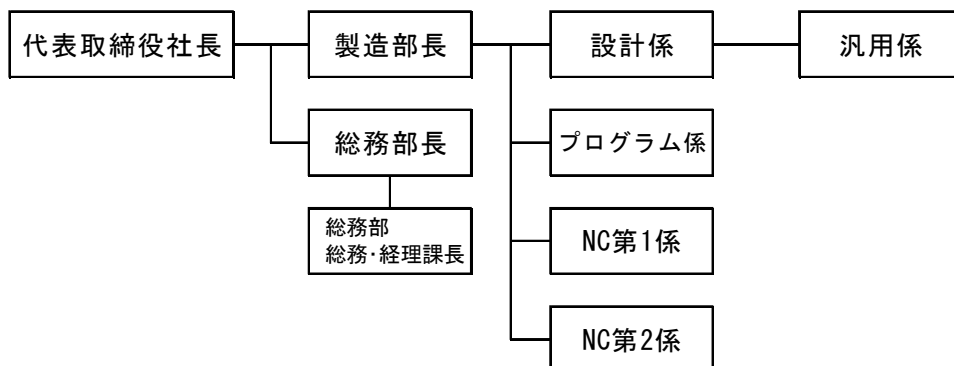 代表取締役社長
製造部長
設計係
汎用係
総務部長
プログラム係
総務部
総務・経理課長
NC第1係
NC第2係